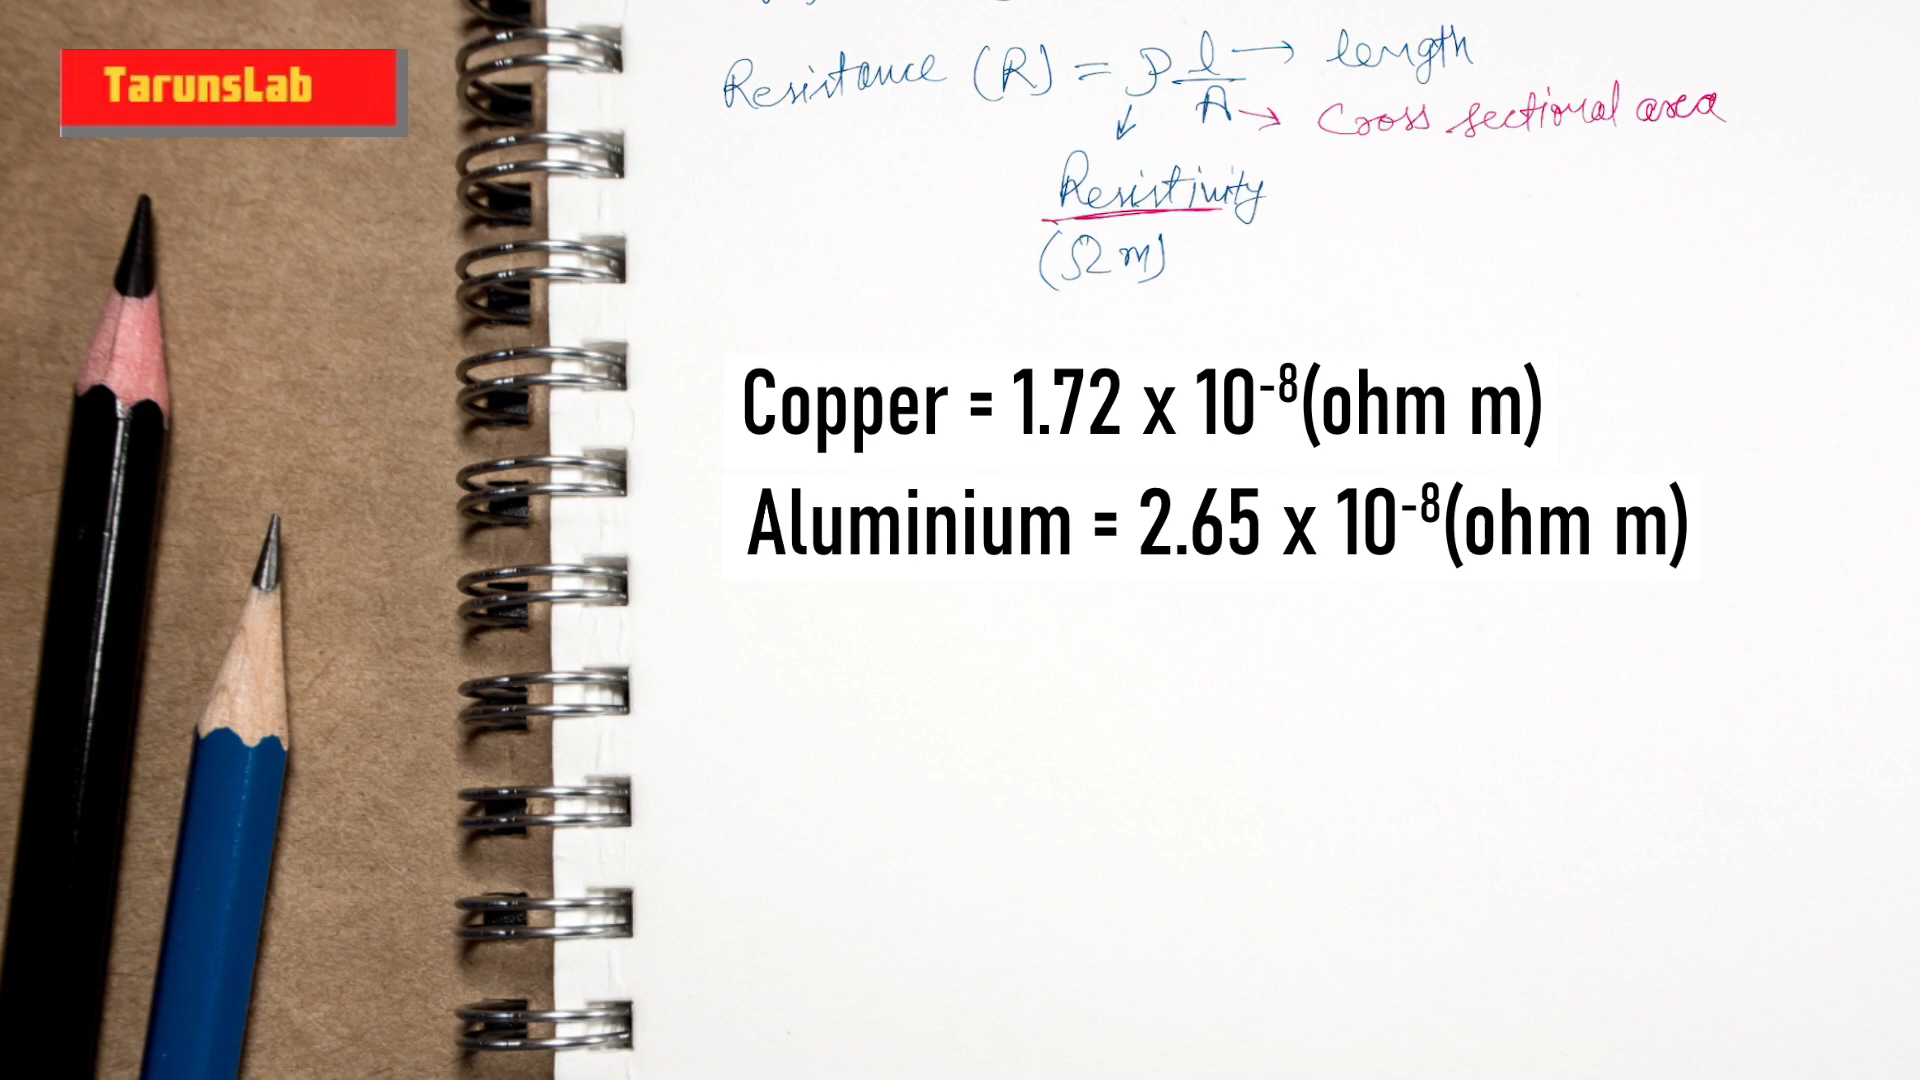 TarunsLab
Resistance (R) = ρ l/A → length
→ Cross sectional area
↓
Resistivity
(Ω m)
Copper = 1.72 x 10⁻⁸(ohm m)
Aluminium = 2.65 x 10⁻⁸(ohm m)